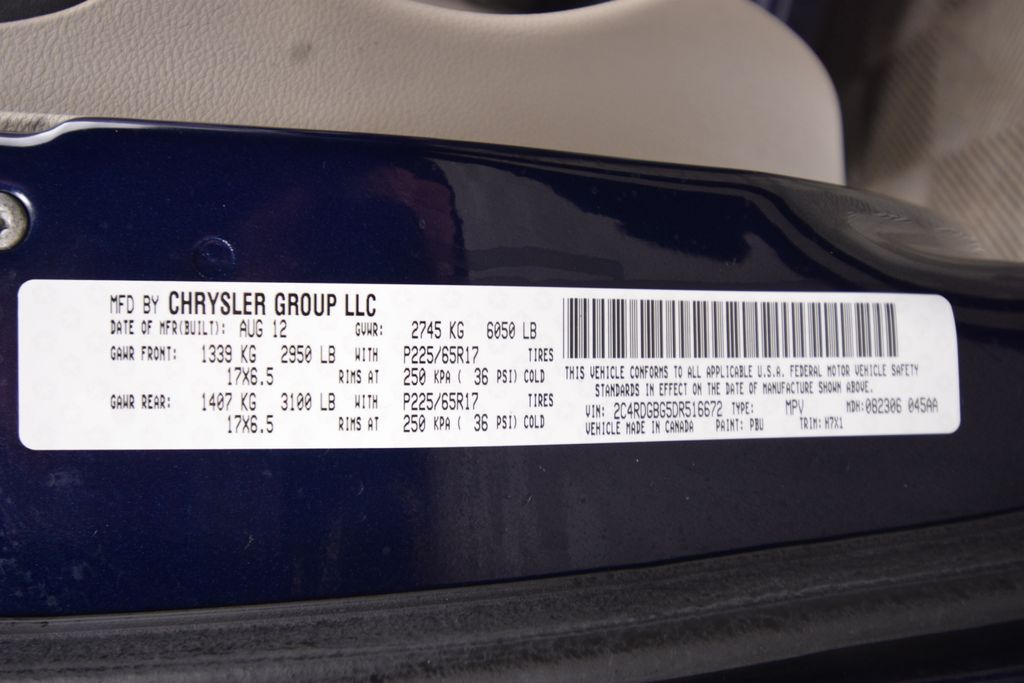 MFD BY CHRYSLER GROUP LLC
DATE OF MFR(BUILT): AUG 12 GVWR: 2745 KG 6050 LB
GAWR FRONT: 1339 KG 2950 LB WITH P225/65R17 TIRES
17X6.5 RIMS AT 250 KPA ( 36 PSI) COLD
GAWR REAR: 1407 KG 3100 LB WITH P225/65R17 TIRES
17X6.5 RIMS AT 250 KPA ( 36 PSI) COLD
THIS VEHICLE CONFORMS TO ALL APPLICABLE U.S.A. FEDERAL MOTOR VEHICLE SAFETY
STANDARDS IN EFFECT ON THE DATE OF MANUFACTURE SHOWN ABOVE.
VIN: 2C4RDGBG5DR516672 TYPE: MPV MDH:082306 045AA
VEHICLE MADE IN CANADA PAINT: PBU TRIM: H7X1